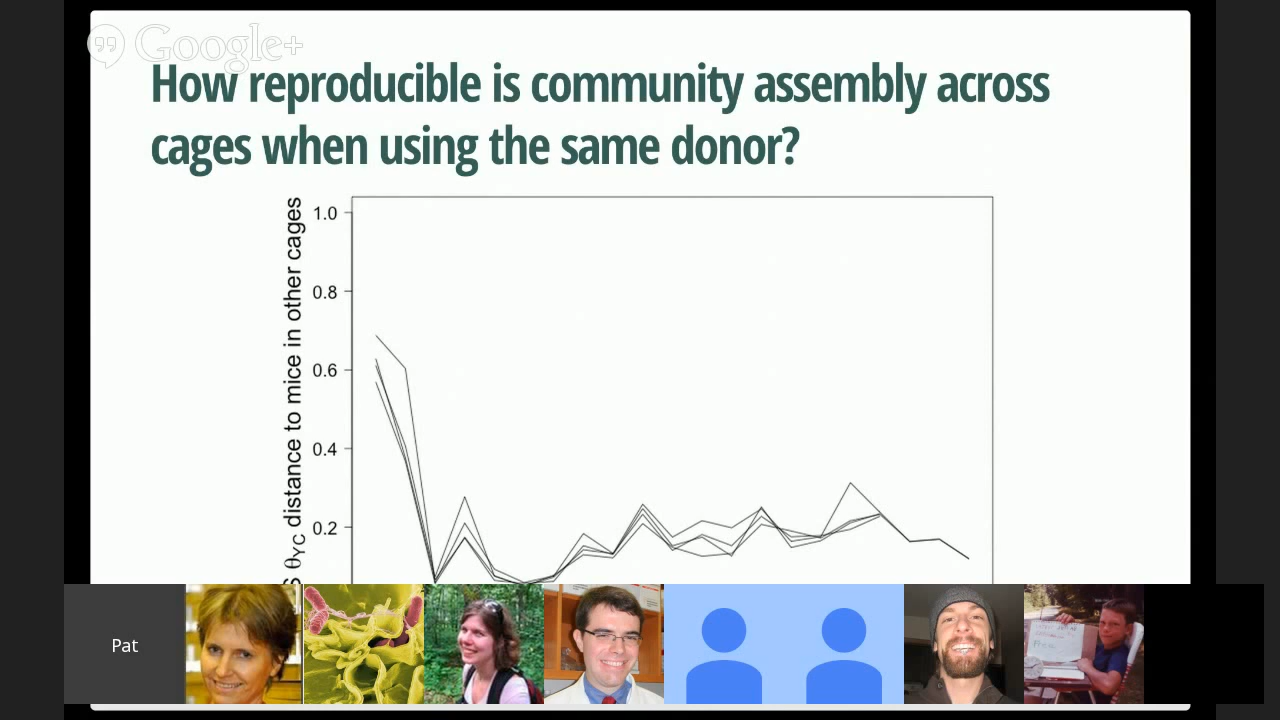 Google+
How reproducible is community assembly across
cages when using the same donor?
θYC distance to mice in other cages
1.0
0.8
0.6
0.4
0.2
Pat